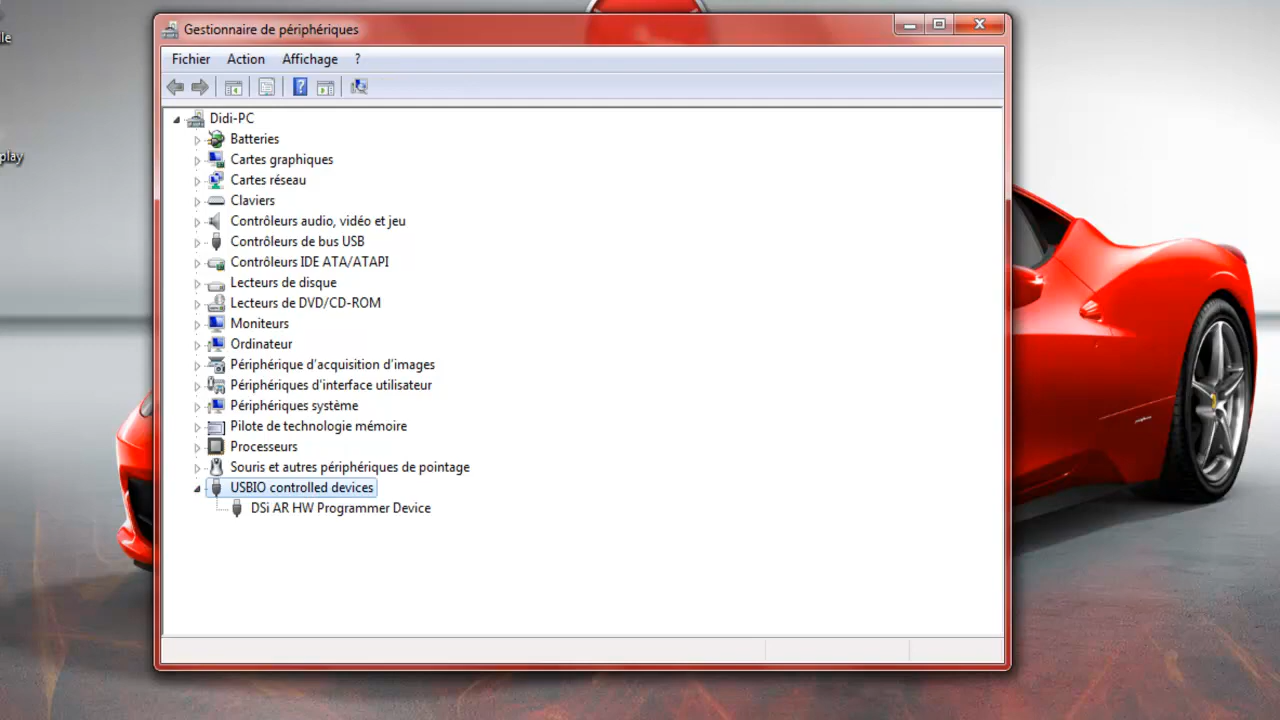 le
play
Gestionnaire de périphériques
Fichier Action Affichage ?
Didi-PC
Batteries
Cartes graphiques
Cartes réseau
Claviers
Contrôleurs audio, vidéo et jeu
Contrôleurs de bus USB
Contrôleurs IDE ATA/ATAPI
Lecteurs de disque
Lecteurs de DVD/CD-ROM
Moniteurs
Ordinateur
Périphérique d'acquisition d'images
Périphériques d'interface utilisateur
Périphériques système
Pilote de technologie mémoire
Processeurs
Souris et autres périphériques de pointage
USBIO controlled devices
DSi AR HW Programmer Device